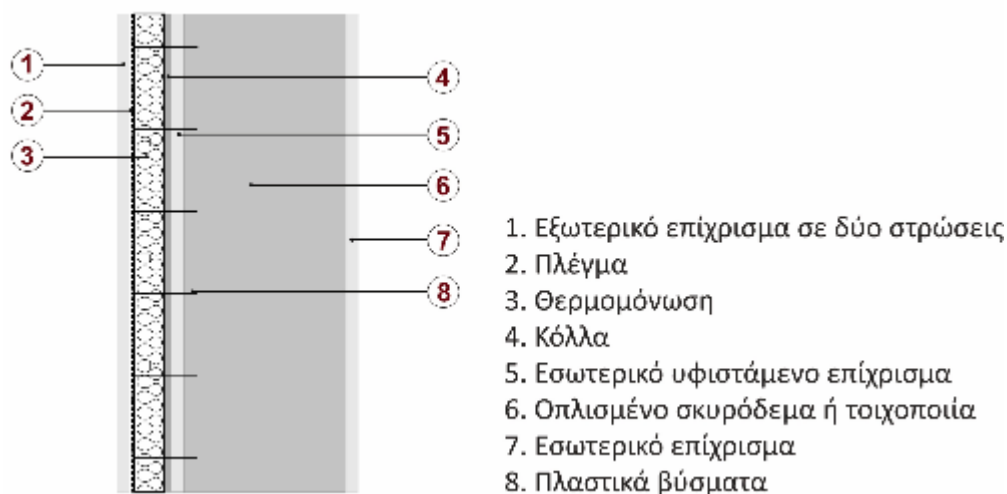 1
2
3
4
5
6
7
8
1. Εξωτερικό επίχρισμα σε δύο στρώσεις
2. Πλέγμα
3. Θερμομόνωση
4. Κόλλα
5. Εσωτερικό υφιστάμενο επίχρισμα
6. Οπλισμένο σκυρόδεμα ή τοιχοποιία
7. Εσωτερικό επίχρισμα
8. Πλαστικά βύσματα